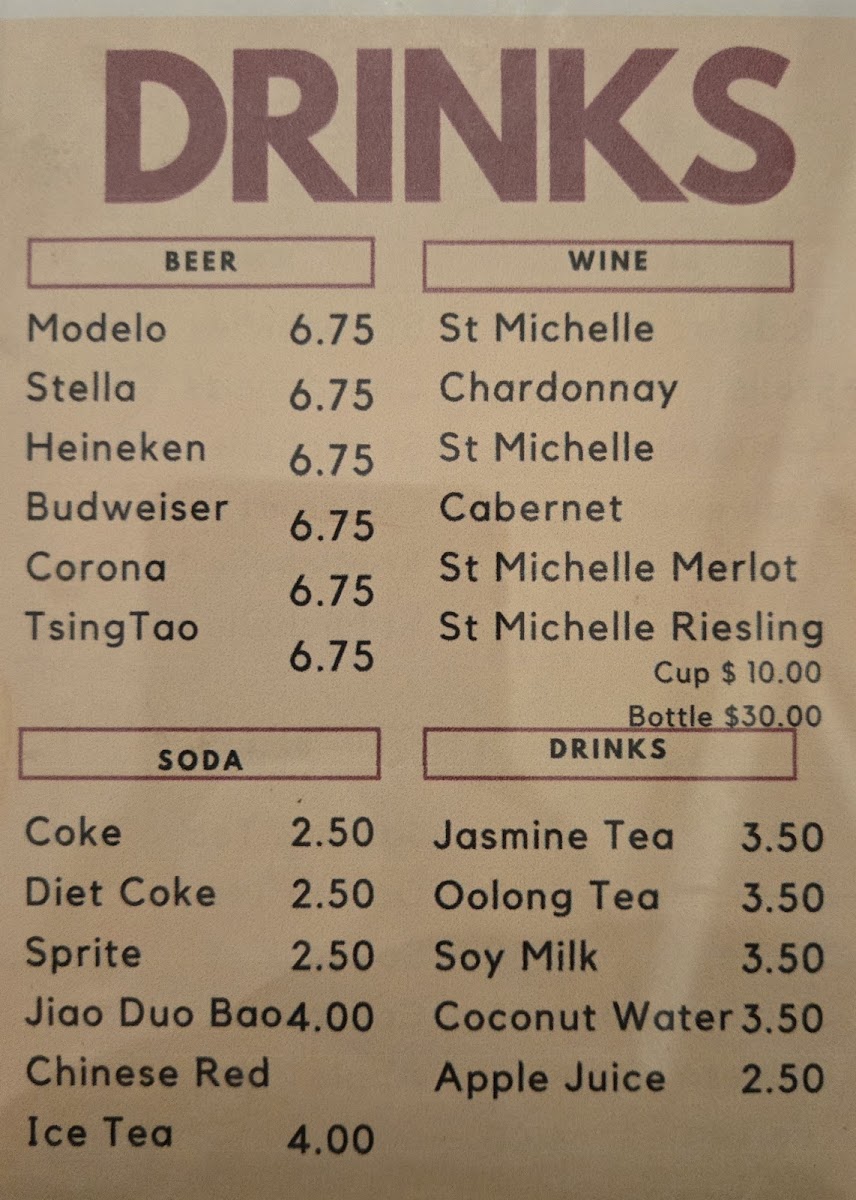 DRINKS
BEER
Modelo 6.75
Stella 6.75
Heineken 6.75
Budweiser 6.75
Corona 6.75
TsingTao 6.75
WINE
St Michelle
Chardonnay
St Michelle
Cabernet
St Michelle Merlot
St Michelle Riesling
Cup $ 10.00
Bottle $30.00
SODA
Coke 2.50
Diet Coke 2.50
Sprite 2.50
Jiao Duo Bao 4.00
Chinese Red
Ice Tea 4.00
DRINKS
Jasmine Tea 3.50
Oolong Tea 3.50
Soy Milk 3.50
Coconut Water 3.50
Apple Juice 2.50